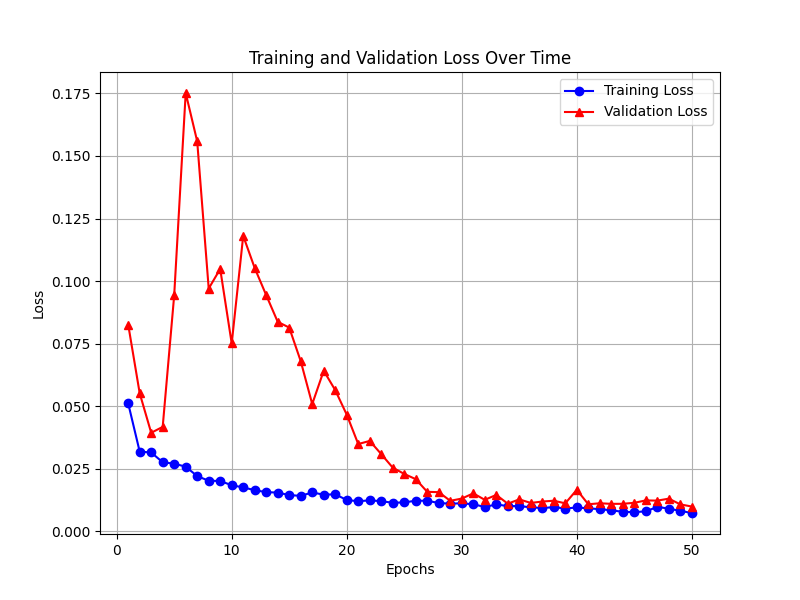 Training and Validation Loss Over Time
Training Loss
Validation Loss
0.175
0.150
0.125
0.100
0.075
0.050
0.025
0.000
Loss
0 10 20 30 40 50
Epochs